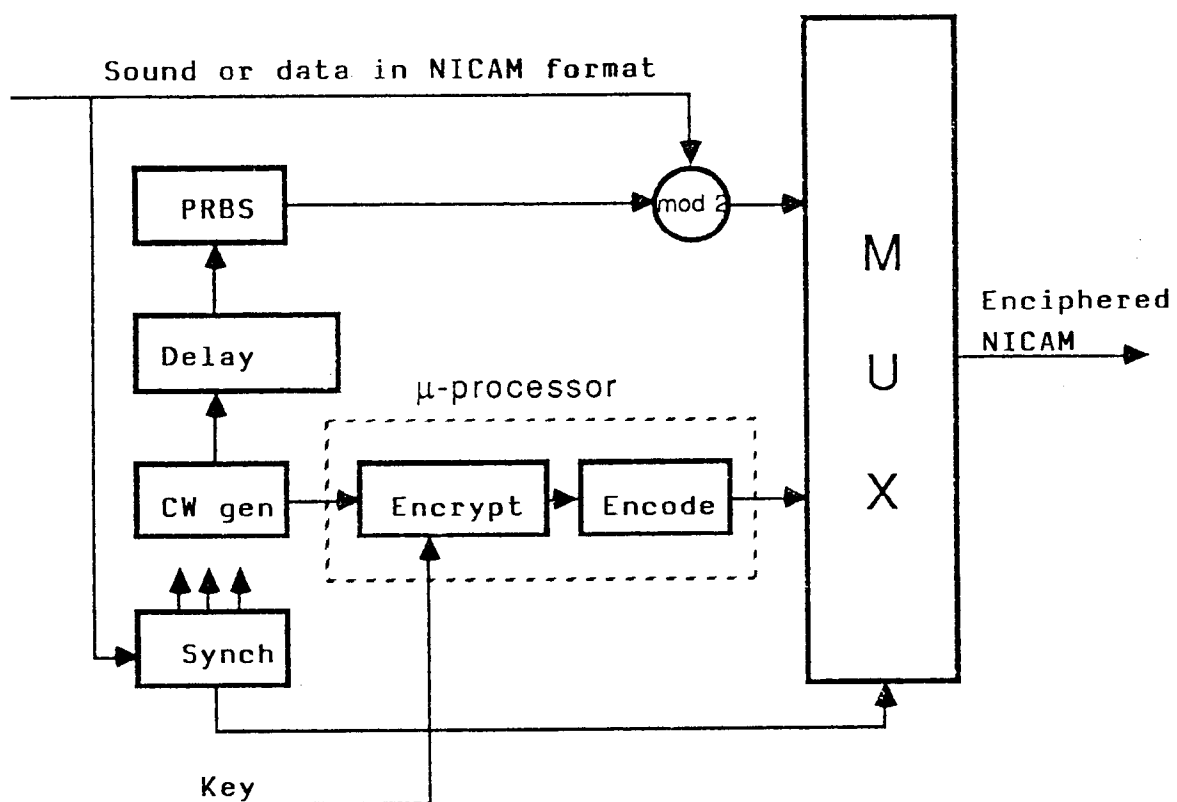 Sound or data in NICAM format
PRBS
mod 2
M
U
X
Enciphered
NICAM
Delay
μ-processor
CW gen
Encrypt
Encode
Synch
Key